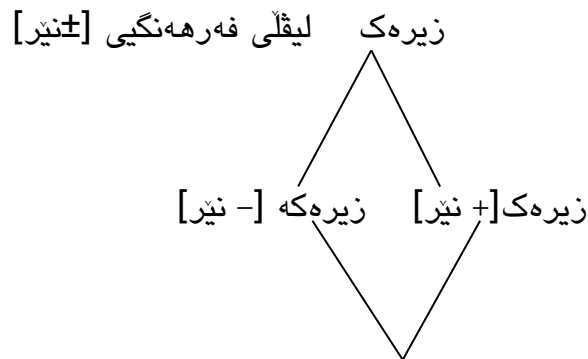 زیرەک لیڤڵی فەرهەنگیی [±نێر]
زیرەک[+ نێر] زیرەکە [– نێر]